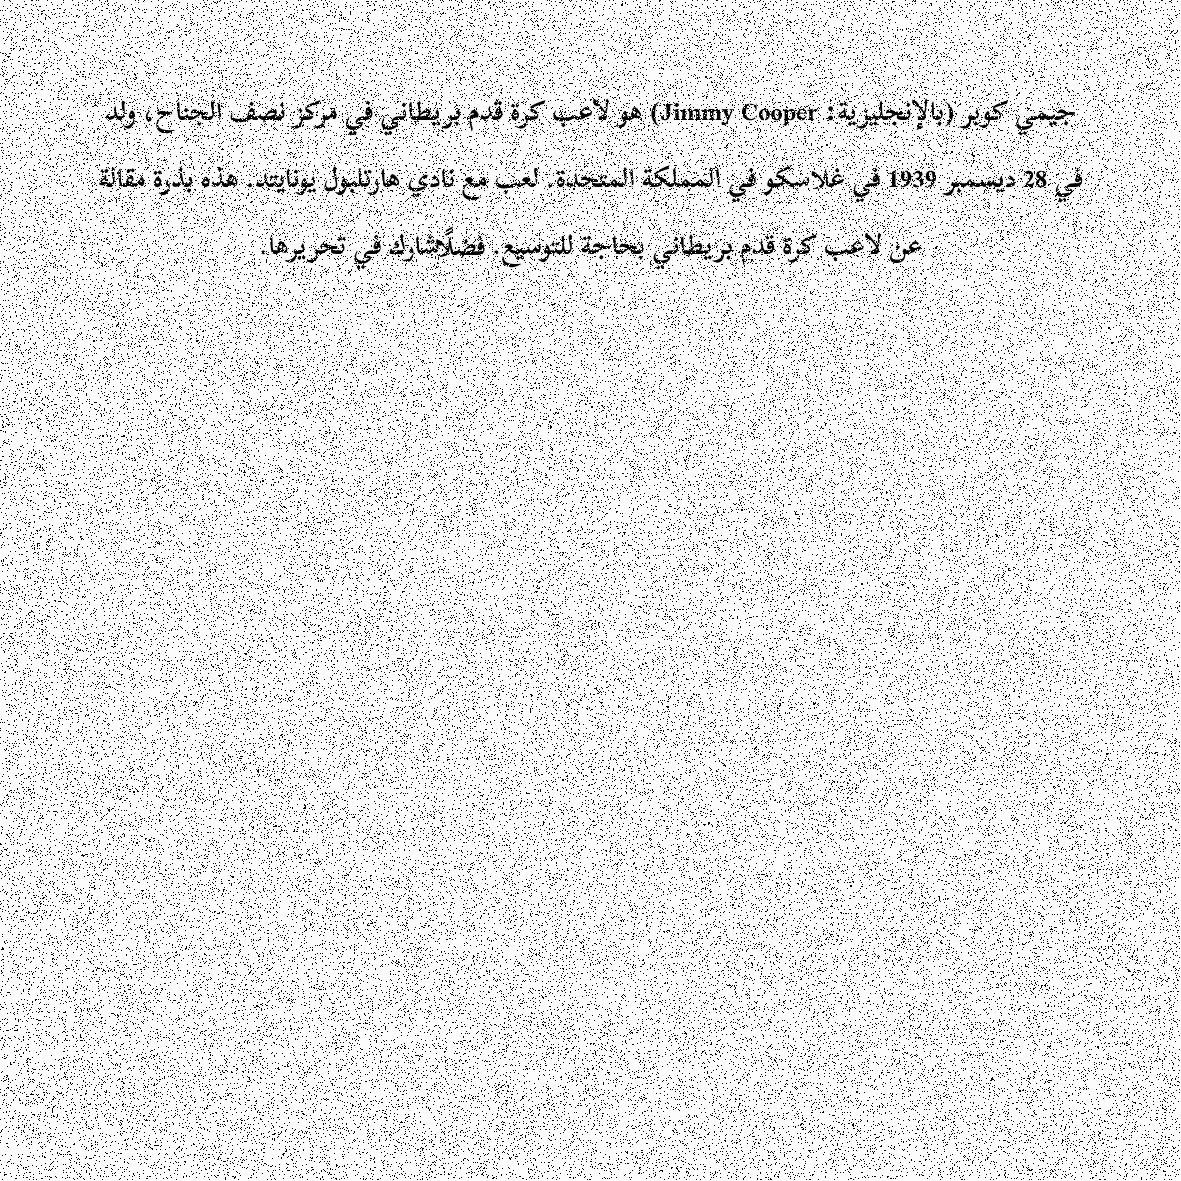 جيمي كوبر (بالإنجليزية: Jimmy Cooper) هو لاعب كرة قدم بريطاني في مركز نصف الجناح، ولد
في 28 ديسمبر 1939 في غلاسكو في المملكة المتحدة. لعب مع نادي هارتلبول يونايتد. هذه بذرة مقالة
عن لاعب كرة قدم بريطاني بحاجة للتوسيع. فضلًاشارك في تحريرها.